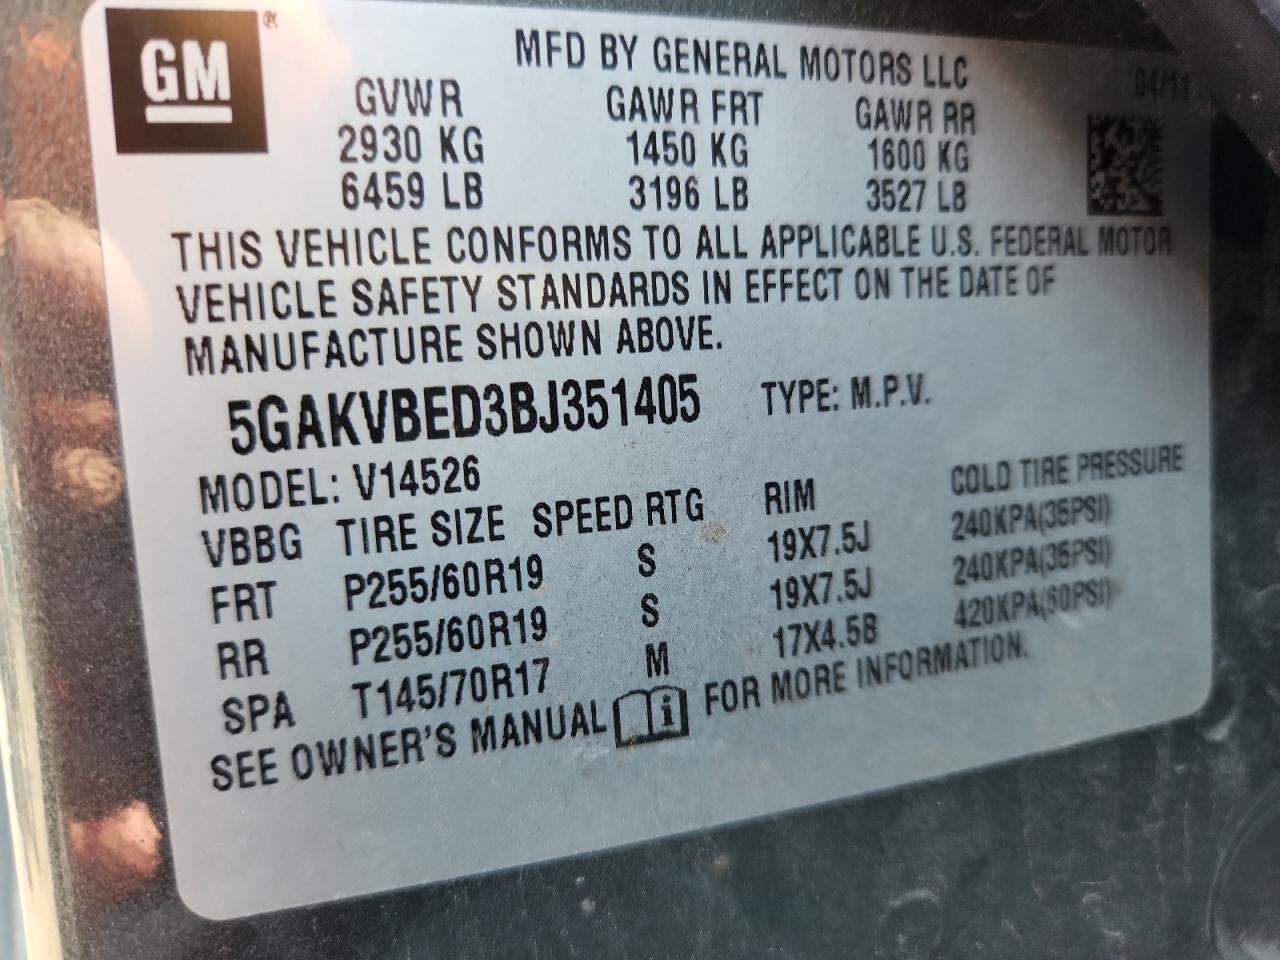 GM
MFD BY GENERAL MOTORS LLC
04/11
GVWR GAWR FRT GAWR RR
2930 KG 1450 KG 1600 KG
6459 LB 3196 LB 3527 LB
THIS VEHICLE CONFORMS TO ALL APPLICABLE U.S. FEDERAL MOTOR
VEHICLE SAFETY STANDARDS IN EFFECT ON THE DATE OF
MANUFACTURE SHOWN ABOVE.
5GAKVBED3BJ351405 TYPE: M.P.V.
MODEL: V14526
VBBG TIRE SIZE SPEED RTG RIM COLD TIRE PRESSURE
FRT P255/60R19 S 19X7.5J 240KPA(35PSI)
RR P255/60R19 S 19X7.5J 240KPA(35PSI)
SPA T145/70R17 M 17X4.5B 420KPA(60PSI)
SEE OWNER'S MANUAL i FOR MORE INFORMATION.